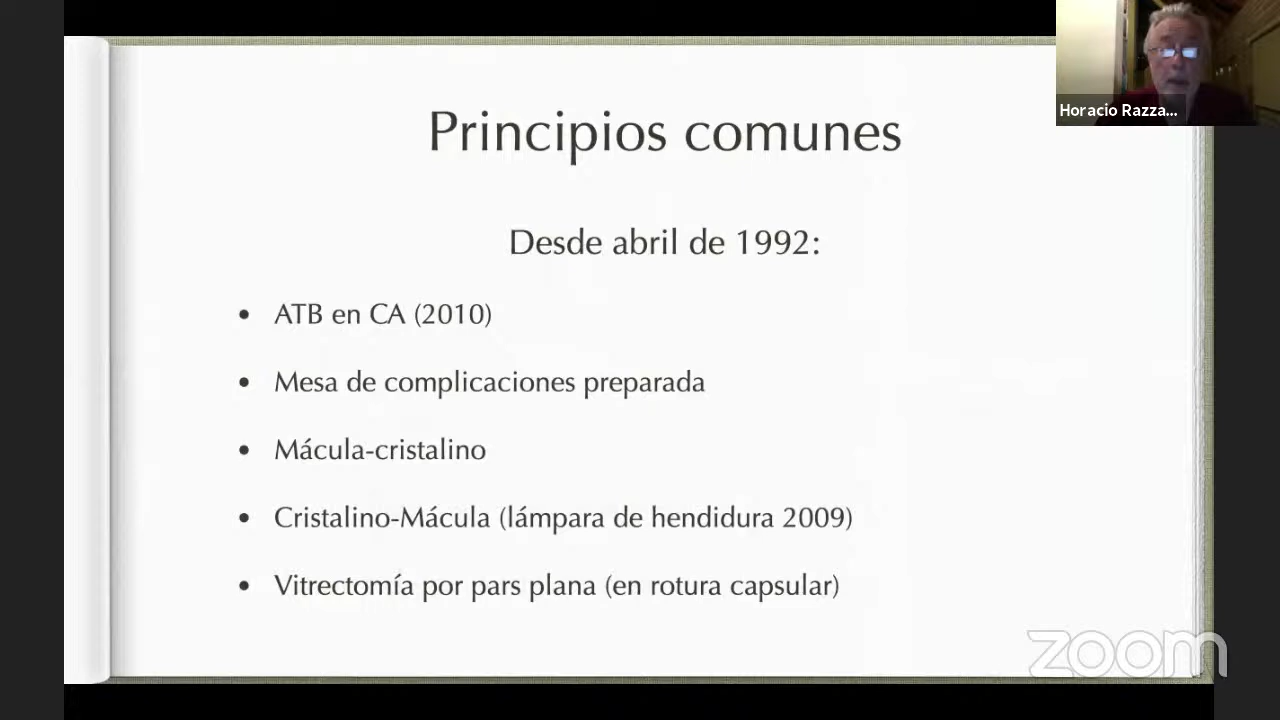 Horacio Razza...
Principios comunes
Desde abril de 1992:
• ATB en CA (2010)
• Mesa de complicaciones preparada
• Mácula-cristalino
• Cristalino-Mácula (lámpara de hendidura 2009)
• Vitrectomía por pars plana (en rotura capsular)
zoom